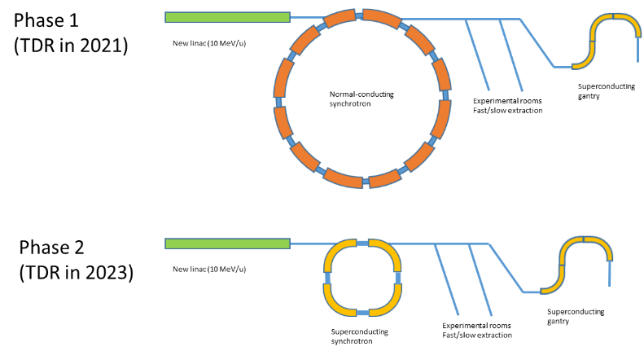 Phase 1
(TDR in 2021)
New linac (10 MeV/u)
Normal-conducting
synchrotron
Experimental rooms
Fast/slow extraction
Superconducting
gantry
Phase 2
(TDR in 2023)
New linac (10 MeV/u)
Superconducting
synchrotron
Experimental rooms
Fast/slow extraction
Superconducting
gantry